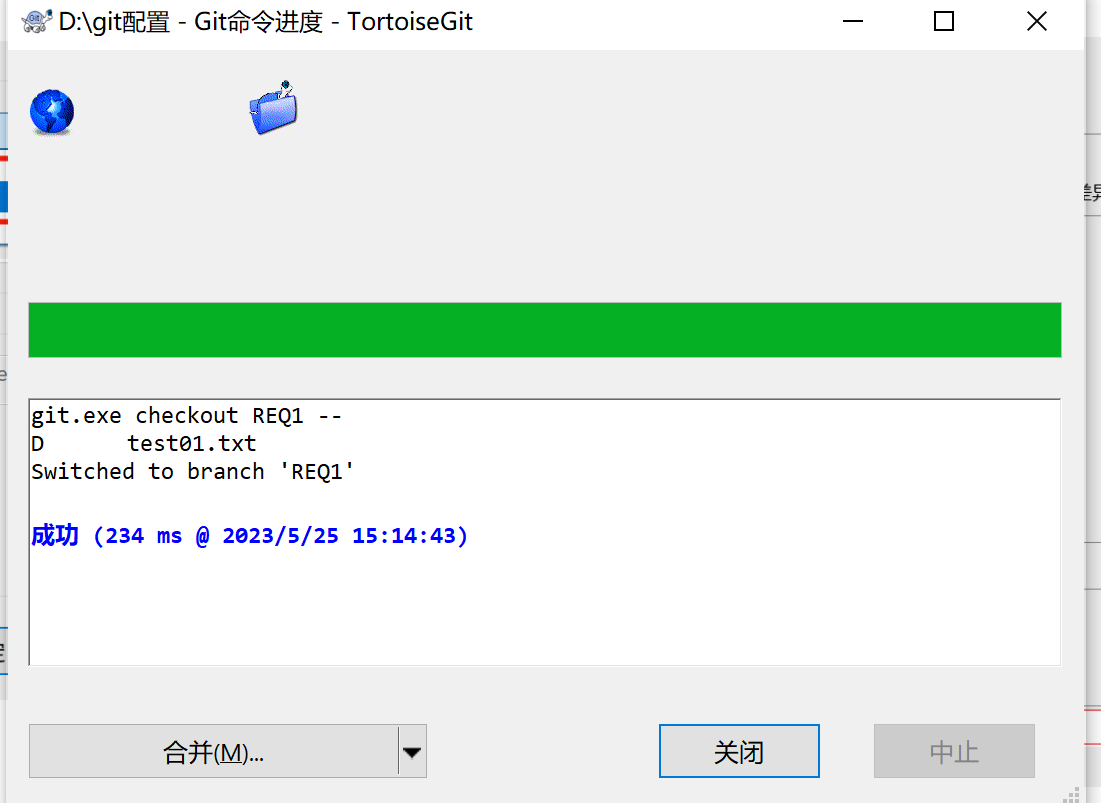 D:\git配置 - Git命令进度 - TortoiseGit
差异
git.exe checkout REQ1 --
D test01.txt
Switched to branch 'REQ1'
成功 (234 ms @ 2023/5/25 15:14:43)
合并(M)...
关闭
中止